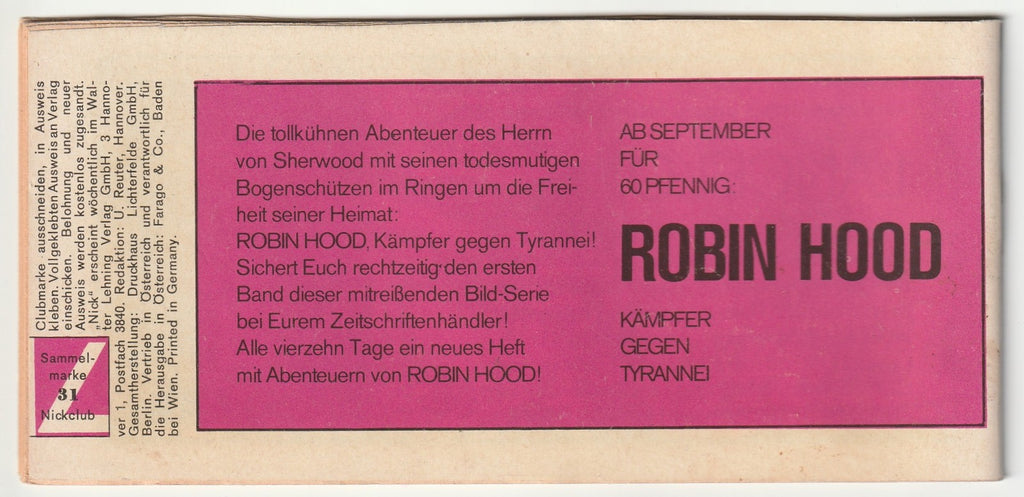 Clubmarke ausschneiden, in Ausweis
kleben. Vollgeklebten Ausweis an Verlag
einschicken. Belohnung und neuer
Ausweis werden kostenlos zugesandt.
„Nick" erscheint wöchentlich im Wal-
ter Lehning Verlag GmbH, 3 Hanno-
ver 1, Postfach 3840. Redaktion: U. Reuter, Hannover.
Gesamtherstellung: Druckhaus Lichterfelde GmbH,
Berlin. Vertrieb in Österreich und verantwortlich für
die Herausgabe in Österreich: Farago & Co., Baden
bei Wien. Printed in Germany.
Sammel-
marke
31
Nickclub
Die tollkühnen Abenteuer des Herrn
von Sherwood mit seinen todesmutigen
Bogenschützen im Ringen um die Frei-
heit seiner Heimat:
ROBIN HOOD, Kämpfer gegen Tyrannei!
Sichert Euch rechtzeitig den ersten
Band dieser mitreißenden Bild-Serie
bei Eurem Zeitschriftenhändler!
Alle vierzehn Tage ein neues Heft
mit Abenteuern von ROBIN HOOD!
AB SEPTEMBER
FÜR
60 PFENNIG:
ROBIN HOOD
KÄMPFER
GEGEN
TYRANNEI